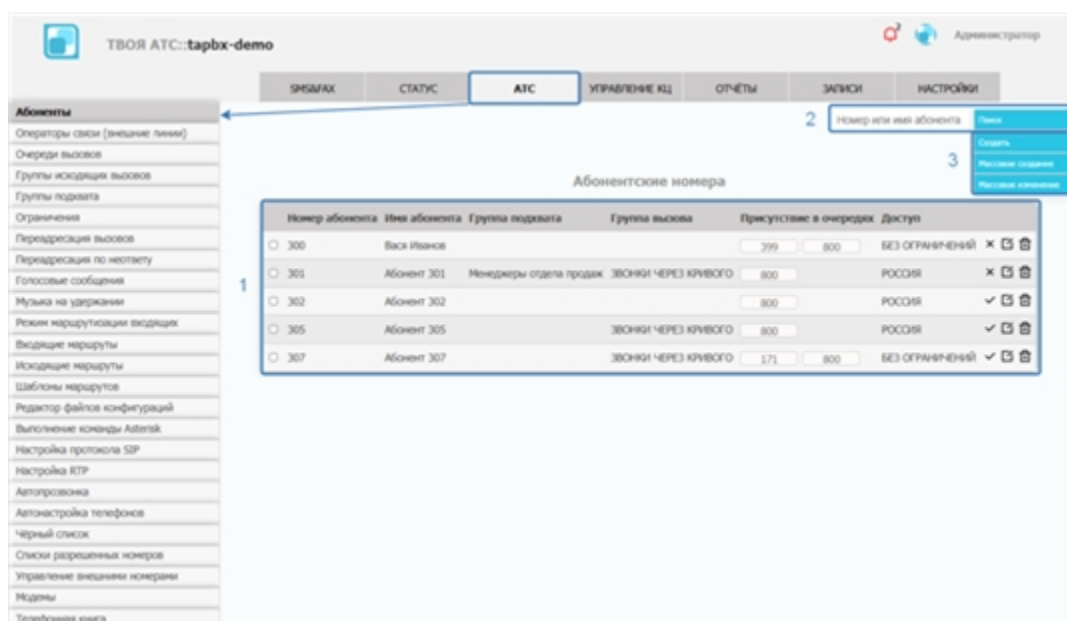 ТВОЯ АТС::tapbx-demo
2
Администратор
SMS&FAX СТАТУС АТС УПРАВЛЕНИЕ КЦ ОТЧЁТЫ ЗАПИСИ НАСТРОЙКИ
Абоненты
Операторы связи (внешние линии)
Очереди вызовов
Группы исходящих вызовов
Группы подхвата
Ограничения
Переадресация вызовов
Переадресация по неответу
Голосовые сообщения
Музыка на удержании
Режим маршрутизации входящих
Входящие маршруты
Исходящие маршруты
Шаблоны маршрутов
Редактор файлов конфигураций
Выполнение команды Asterisk
Настройка протокола SIP
Настройка RTP
Автопрозвонка
Автонастройка телефонов
Чёрный список
Списки разрешенных номеров
Управление внешними номерами
Модемы
Телефонная книга
2 Номер или имя абонента Поиск
3
Создать
Массовое создание
Массовое изменение
Абонентские номера
1
Номер абонента Имя абонента Группа подхвата Группа вызова Присутствие в очередях Доступ
300 Вася Иванов 399 800 БЕЗ ОГРАНИЧЕНИЙ
301 Абонент 301 Менеджеры отдела продаж ЗВОНКИ ЧЕРЕЗ КРИВОГО 800 РОССИЯ
302 Абонент 302 800 РОССИЯ
305 Абонент 305 ЗВОНКИ ЧЕРЕЗ КРИВОГО 800 РОССИЯ
307 Абонент 307 ЗВОНКИ ЧЕРЕЗ КРИВОГО 171 800 БЕЗ ОГРАНИЧЕНИЙ